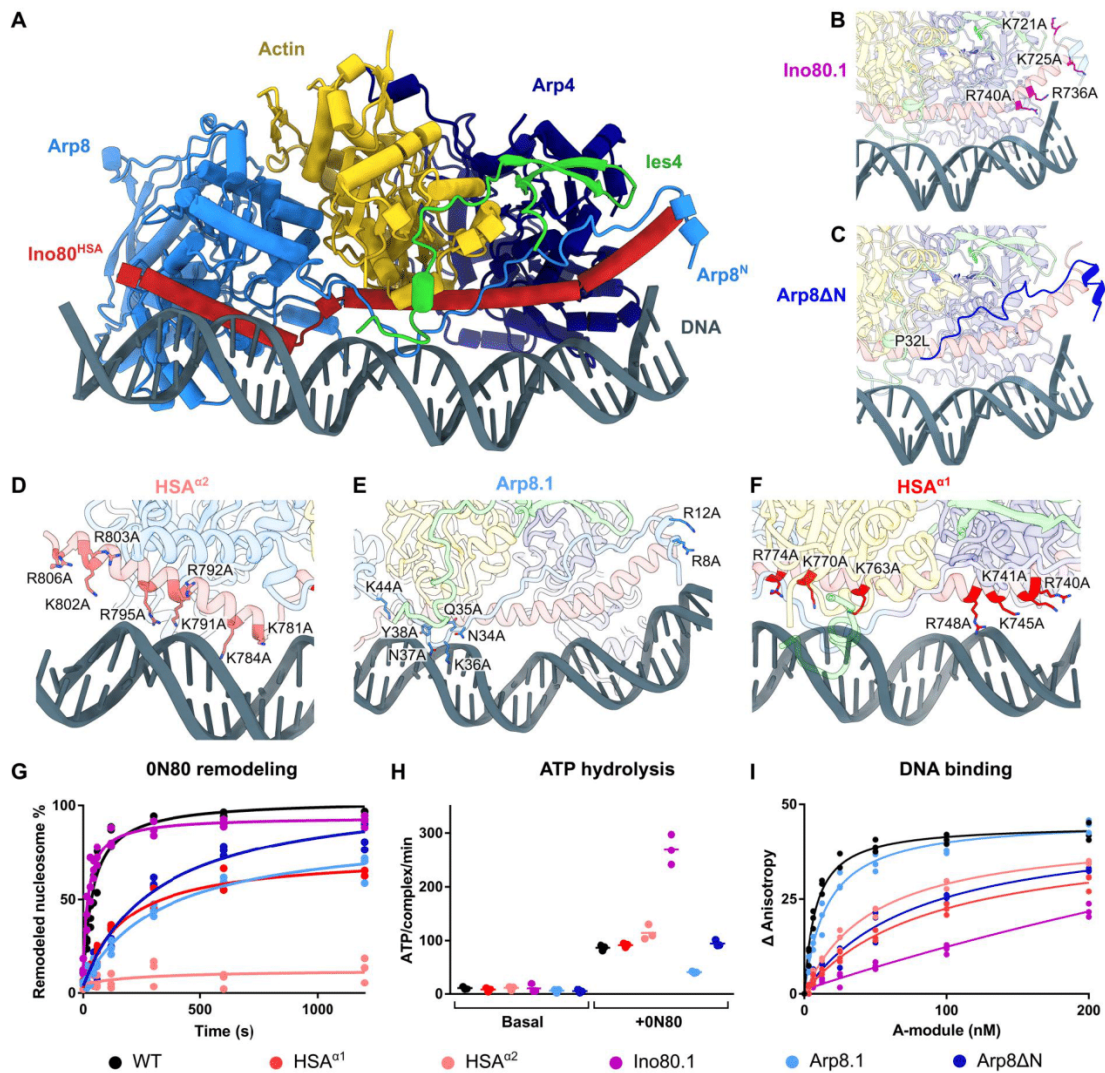 A
Actin
Arp4
Arp8
Ies4
Ino80HSA
Arp8N
DNA
B
Ino80.1
K721A
K725A
R740A
R736A
C
Arp8ΔN
P32L
D
HSAα2
R803A
R806A
R792A
K802A
R795A
K791A
K781A
K784A
E
Arp8.1
R12A
R8A
K44A
Q35A
Y38A
N34A
N37A
K36A
F
HSAα1
R774A
K770A
K763A
K741A
R740A
R748A
K745A
G
0N80 remodeling
Remodeled nucleosome %
100
50
0
0
500
1000
Time (s)
H
ATP hydrolysis
ATP/complex/min
300
200
100
0
Basal
+0N80
I
DNA binding
Δ Anisotropy
50
25
0
0
50
100
150
200
A-module (nM)
WT
HSAα1
HSAα2
Ino80.1
Arp8.1
Arp8ΔN